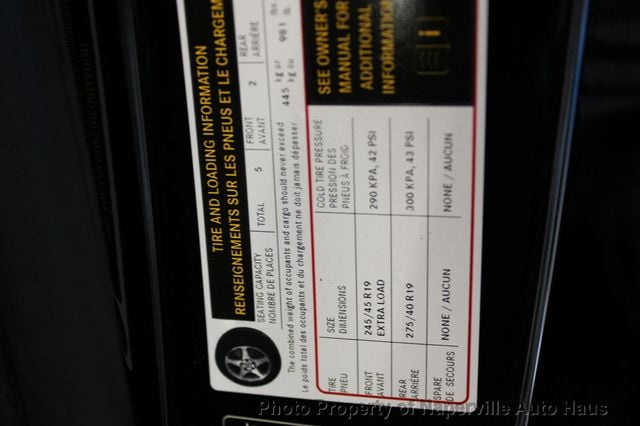 TIRE AND LOADING INFORMATION
RENSEIGNEMENTS SUR LES PNEUS ET LE CHARGEM
SEATING CAPACITY
NOMBRE DE PLACES
TOTAL 5
FRONT
AVANT
2
REAR
ARRIÈRE
The combined weight of occupants and cargo should never exceed
Le poids total des occupants et du chargement ne doit jamais dépasser
445 kg or
kg ou
981 lbs
TIRE
PNEU
SIZE
DIMENSIONS
COLD TIRE PRESSURE
PRESSION DES
PNEUS À FROID
FRONT
AVANT
245/45 R19
EXTRA LOAD
290 KPA, 42 PSI
REAR
ARRIÈRE
275/40 R19
300 KPA, 43 PSI
SPARE
DE SECOURS
NONE / AUCUN
NONE / AUCUN
SEE OWNER'S
MANUAL FOR
ADDITIONAL
INFORMATION
Photo Property of Naperville Auto Haus